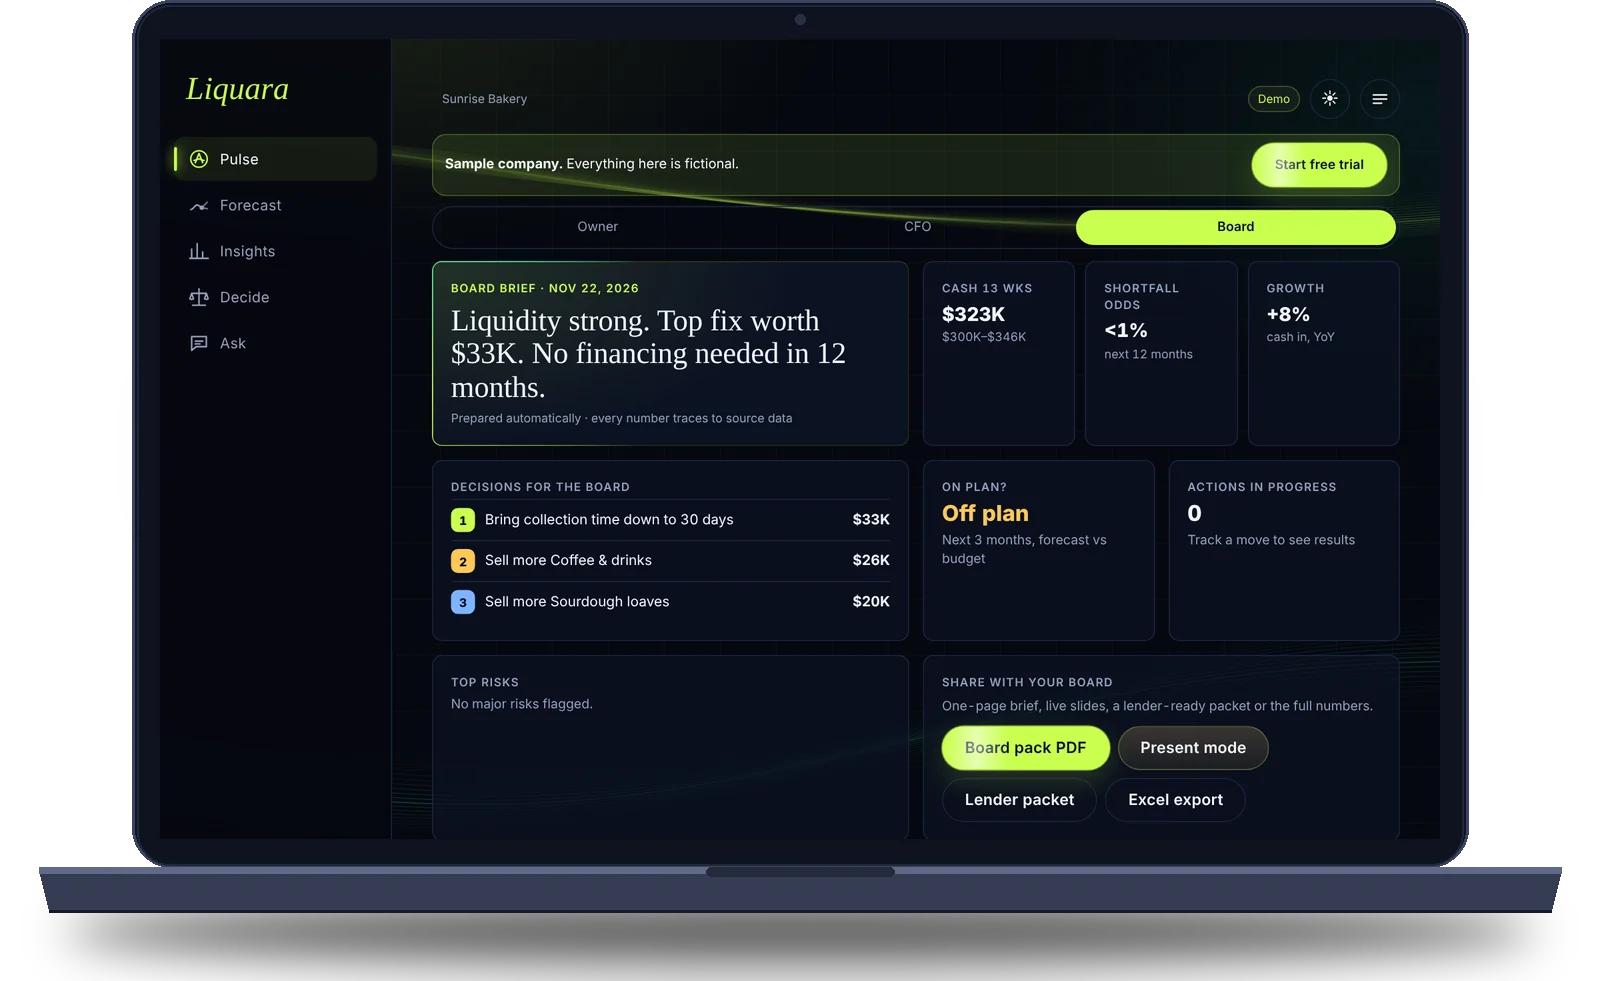 Liquara
Pulse
Forecast
Insights
Decide
Ask
Sunrise Bakery
Demo
Sample company. Everything here is fictional.
Start free trial
Owner
CFO
Board
BOARD BRIEF · NOV 22, 2026
Liquidity strong. Top fix worth
$33K. No financing needed in 12
months.
Prepared automatically · every number traces to source data
CASH 13 WKS
$323K
$300K–$346K
SHORTFALL
ODDS
<1%
next 12 months
GROWTH
+8%
cash in, YoY
DECISIONS FOR THE BOARD
1 Bring collection time down to 30 days $33K
2 Sell more Coffee & drinks $26K
3 Sell more Sourdough loaves $20K
ON PLAN?
Off plan
Next 3 months, forecast vs
budget
ACTIONS IN PROGRESS
0
Track a move to see results
TOP RISKS
No major risks flagged.
SHARE WITH YOUR BOARD
One-page brief, live slides, a lender-ready packet or the full numbers.
Board pack PDF
Present mode
Lender packet
Excel export